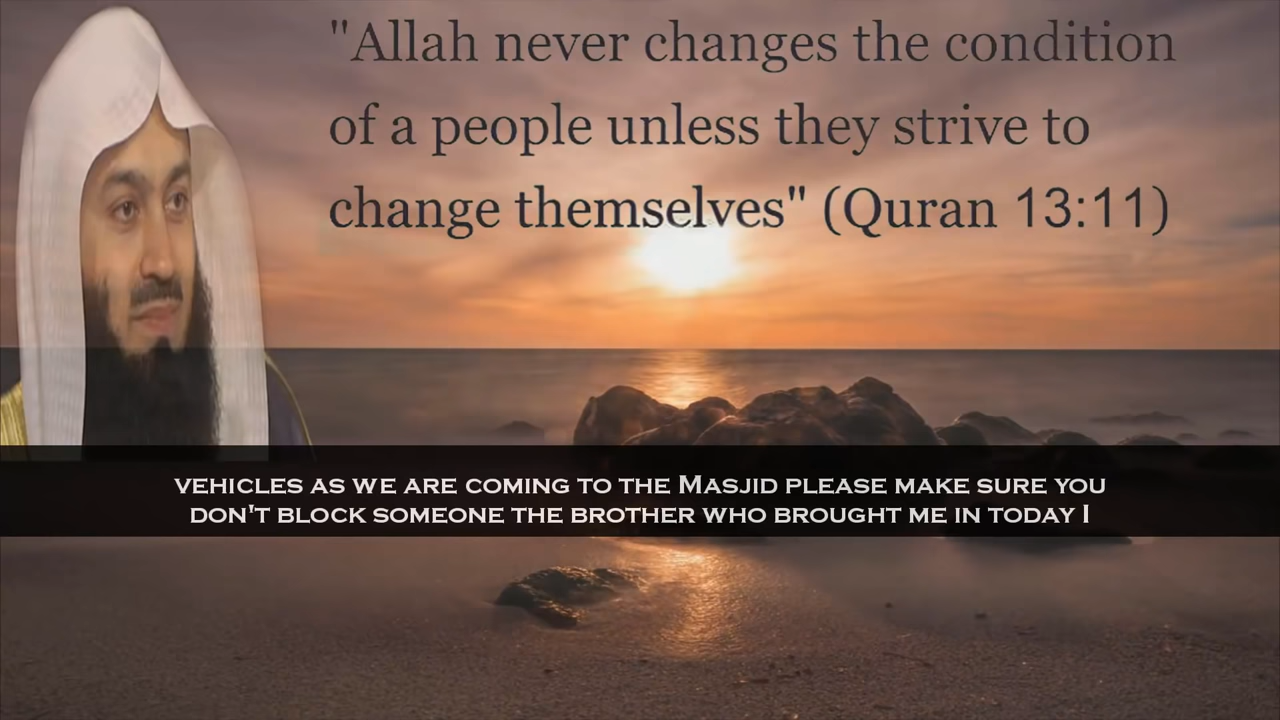 "Allah never changes the condition
of a people unless they strive to
change themselves" (Quran 13:11)
VEHICLES AS WE ARE COMING TO THE MASJID PLEASE MAKE SURE YOU
DON'T BLOCK SOMEONE THE BROTHER WHO BROUGHT ME IN TODAY I